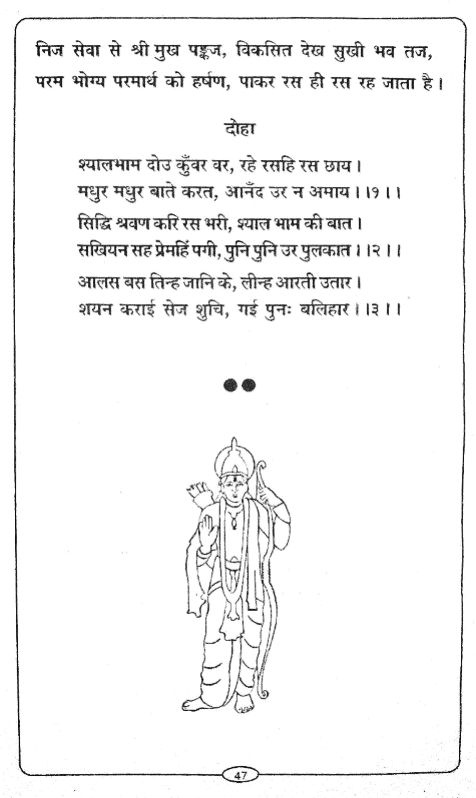 निज सेवा से श्री मुख पङ्कज, विकसित देख सुखी भव तज,
परम भोग्य परमार्थ को हर्षण, पाकर रस ही रस रह जाता है।
दोहा
श्यालभाम दोउ कुँवर वर, रहे रसहि रस छाय।
मधुर मधुर बाते करत, आनँद उर न अमाय।।१।।
सिद्धि श्रवण करि रस भरी, श्याल भाम की बात।
सखियन सह प्रेमहिं पगी, पुनि पुनि उर पुलकात।।२।।
आलस बस तिन्ह जानि के, लीन्ह आरती उतार।
शयन कराई सेज शुचि, गई पुनः बलिहार।।३।।
47